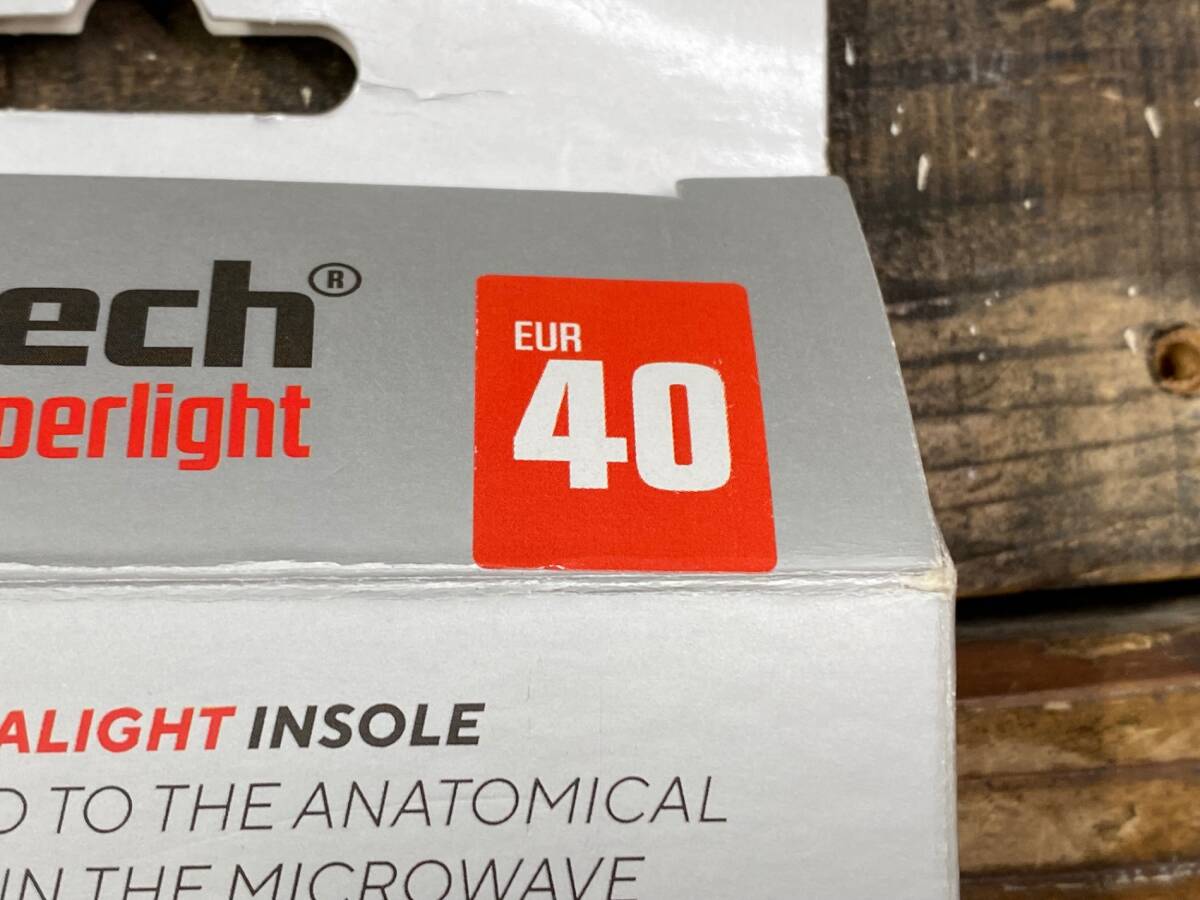 ech®
perlight
EUR
40
ALIGHT INSOLE
D TO THE ANATOMICAL
IN THE MICROWAVE